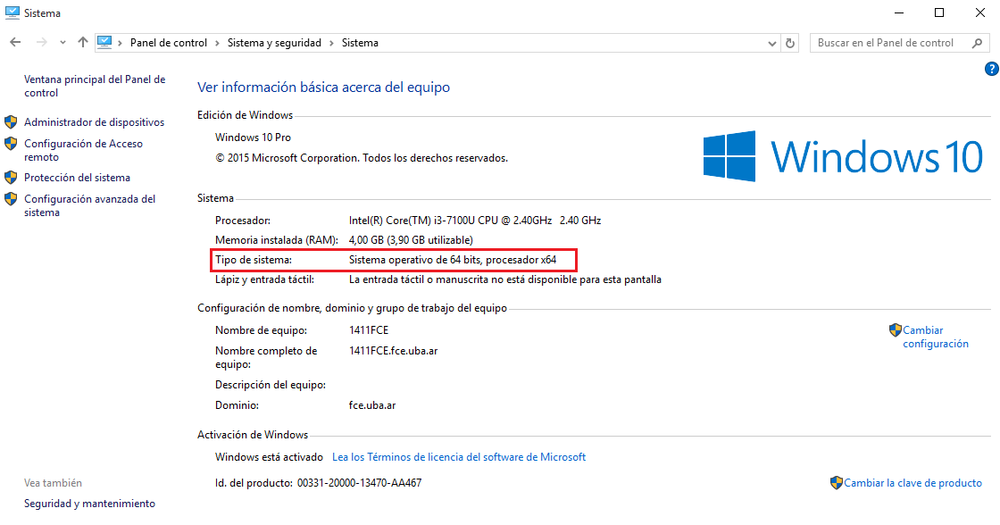 Sistema
Panel de control > Sistema y seguridad > Sistema
Buscar en el Panel de control
?
Ventana principal del Panel de
control
Administrador de dispositivos
Configuración de Acceso
remoto
Protección del sistema
Configuración avanzada del
sistema
Ver información básica acerca del equipo
Edición de Windows
Windows 10 Pro
© 2015 Microsoft Corporation. Todos los derechos reservados.
Windows 10
Sistema
Procesador: Intel(R) Core(TM) i3-7100U CPU @ 2.40GHz 2.40 GHz
Memoria instalada (RAM): 4,00 GB (3,90 GB utilizable)
Tipo de sistema: Sistema operativo de 64 bits, procesador x64
Lápiz y entrada táctil: La entrada táctil o manuscrita no está disponible para esta pantalla
Configuración de nombre, dominio y grupo de trabajo del equipo
Nombre de equipo: 1411FCE
Cambiar
configuración
Nombre completo de
equipo:
1411FCE.fce.uba.ar
Descripción del equipo:
Dominio: fce.uba.ar
Activación de Windows
Windows está activado Lea los Términos de licencia del software de Microsoft
Id. del producto: 00331-20000-13470-AA467
Cambiar la clave de producto
Vea también
Seguridad y mantenimiento